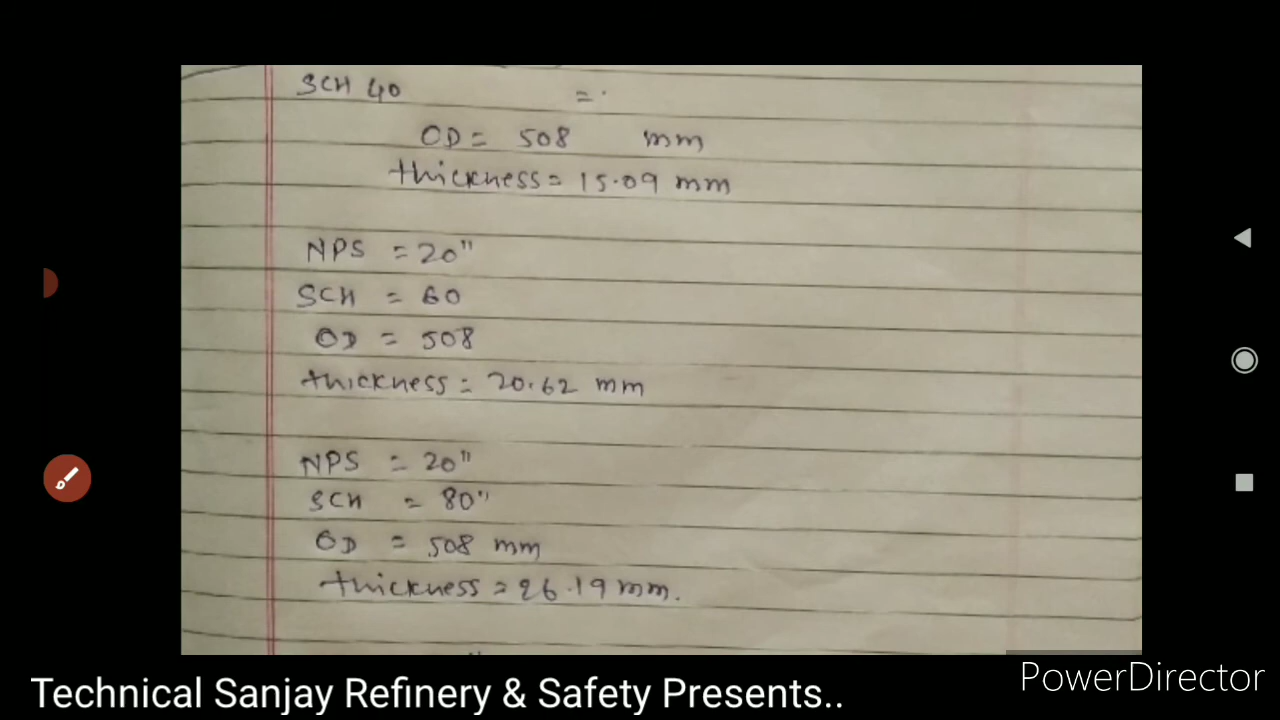 SCH 40 =
OD = 508 mm
thickness = 15.09 mm
NPS = 20"
SCH = 60
OD = 508
thickness = 20.62 mm
NPS = 20"
SCH = 80"
OD = 508 mm
thickness = 26.19 mm.
Technical Sanjay Refinery & Safety Presents..
PowerDirector